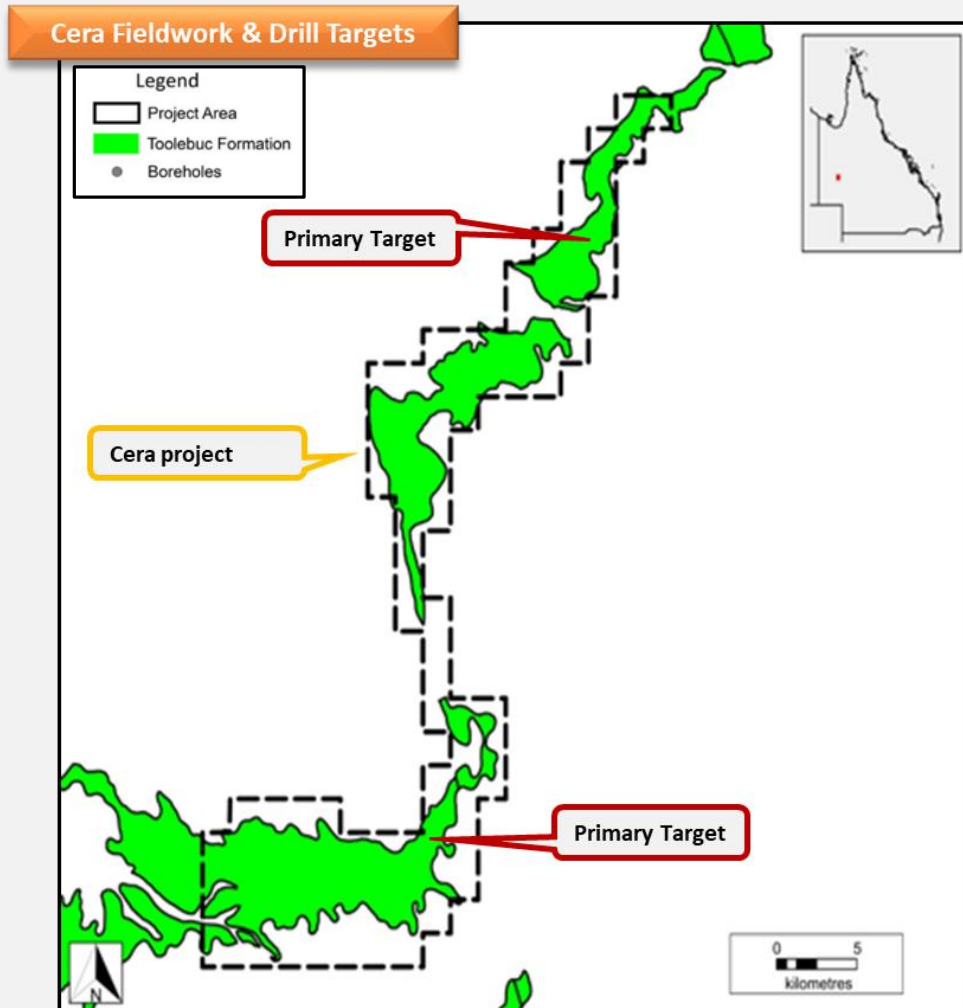 Cera Fieldwork & Drill Targets
Legend
Project Area
Toolebuc Formation
Boreholes
Primary Target
Cera project
Primary Target
N
0 5
kilometres